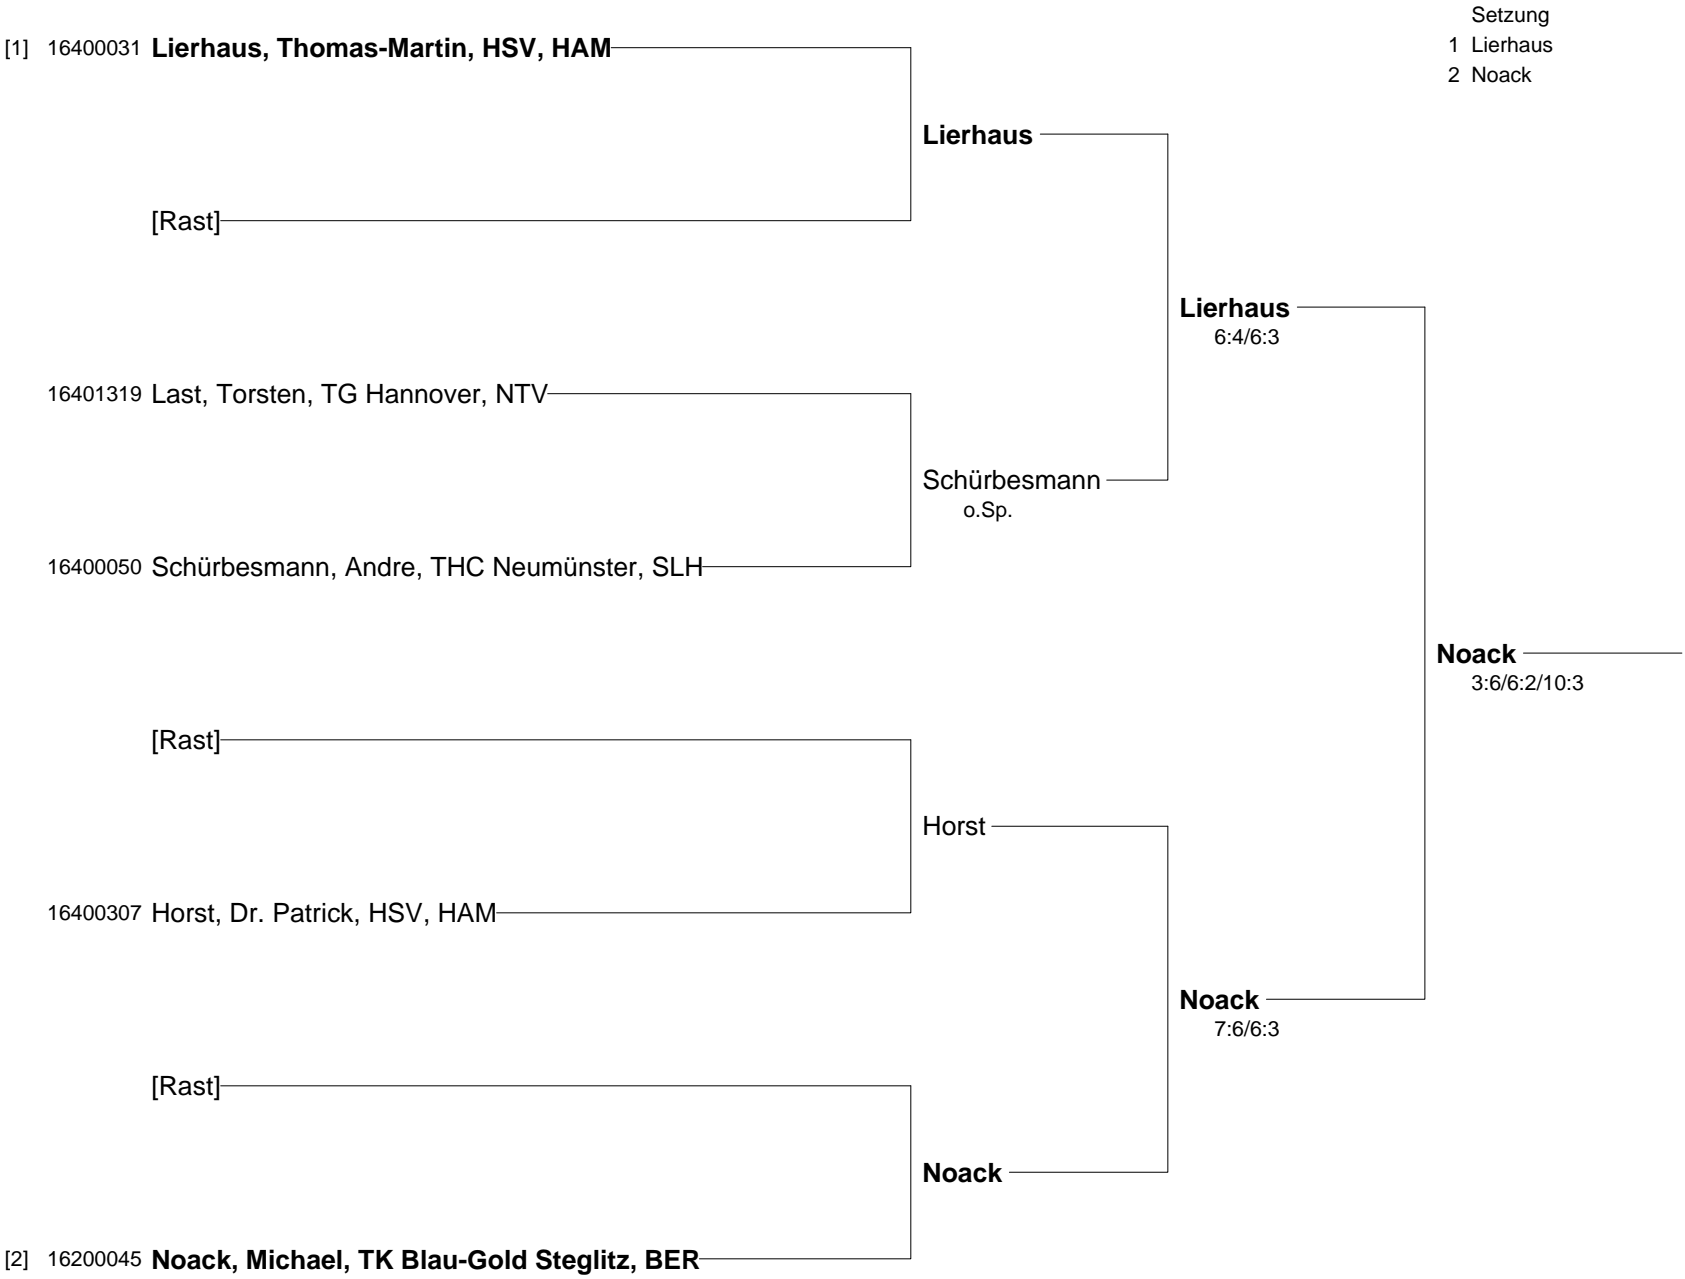 Setzung
1 Lierhaus
2 Noack
[1] 16400031 Lierhaus, Thomas-Martin, HSV, HAM
Lierhaus
[Rast]
Lierhaus
6:4/6:3
16401319 Last, Torsten, TG Hannover, NTV
Schürbesmann
o.Sp.
16400050 Schürbesmann, Andre, THC Neumünster, SLH
Noack
3:6/6:2/10:3
[Rast]
Horst
16400307 Horst, Dr. Patrick, HSV, HAM
Noack
7:6/6:3
[Rast]
Noack
[2] 16200045 Noack, Michael, TK Blau-Gold Steglitz, BER